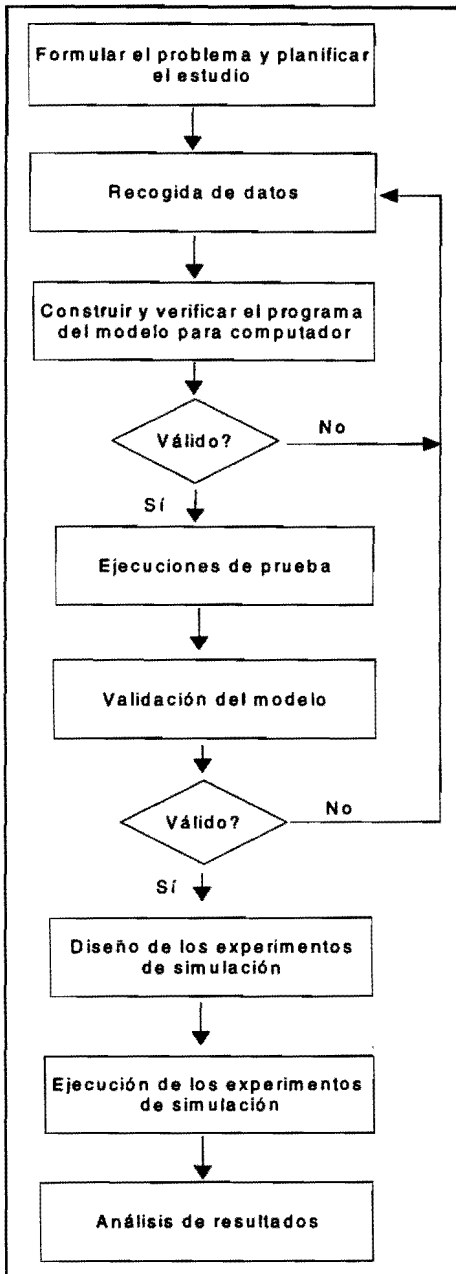 Formular el problema y planificar
el estudio
Recogida de datos
Construir y verificar el programa
del modelo para computador
Válido?
No
Sí
Ejecuciones de prueba
Validación del modelo
Válido?
No
Sí
Diseño de los experimentos
de simulación
Ejecución de los experimentos
de simulación
Análisis de resultados